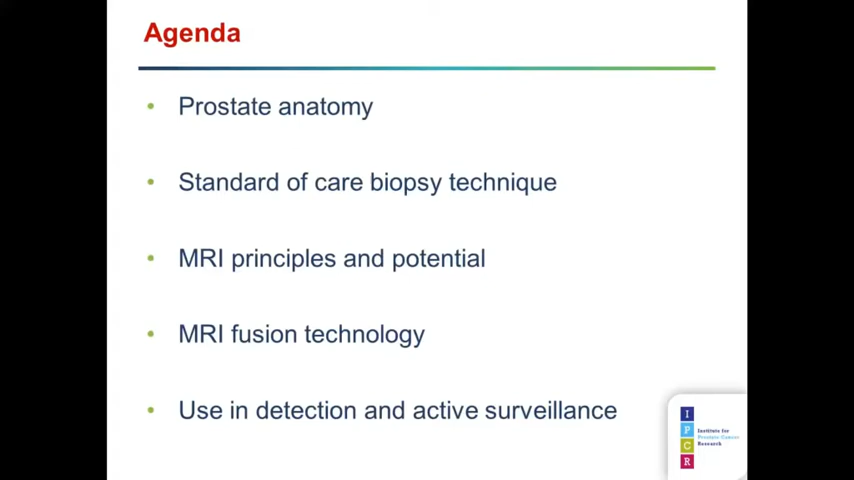 Agenda
• Prostate anatomy
• Standard of care biopsy technique
• MRI principles and potential
• MRI fusion technology
• Use in detection and active surveillance
I
P
C
R
Institute for
Prostate Cancer
Research